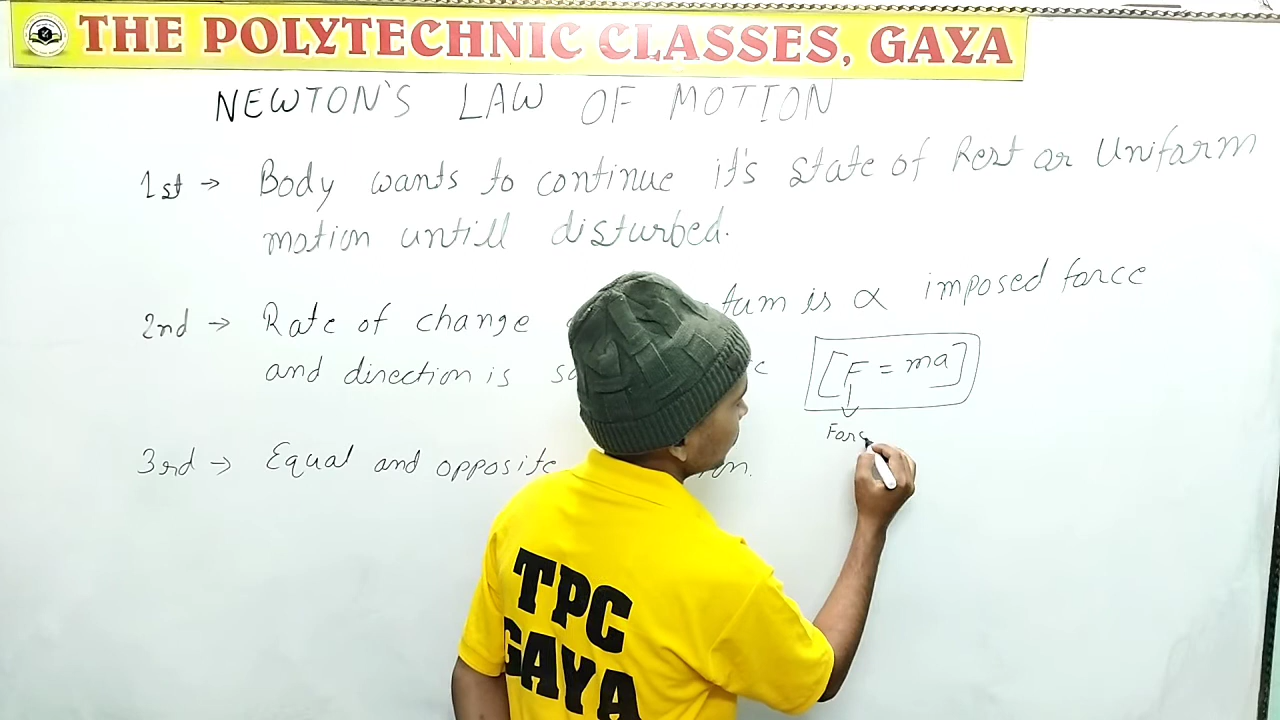 THE POLYTECHNIC CLASSES, GAYA
NEWTON'S LAW OF MOTION
1st → Body wants to continue it's state of Rest or Uniform
motion untill disturbed.
2nd → Rate of change tum is α imposed force
and direction is [F = ma]
Forc
3rd → Equal and opposite
TPC
GAYA